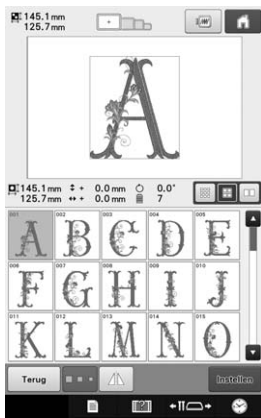 145.1 mm
125.7 mm
A
145.1 mm + 0.0 mm 0.0°
125.7 mm + 0.0 mm 7
001 002 003 004 005
A B C D E
006 007 008 009 010
F G H I J
011 012 013 014 015
K L M N O
Terug Instellen